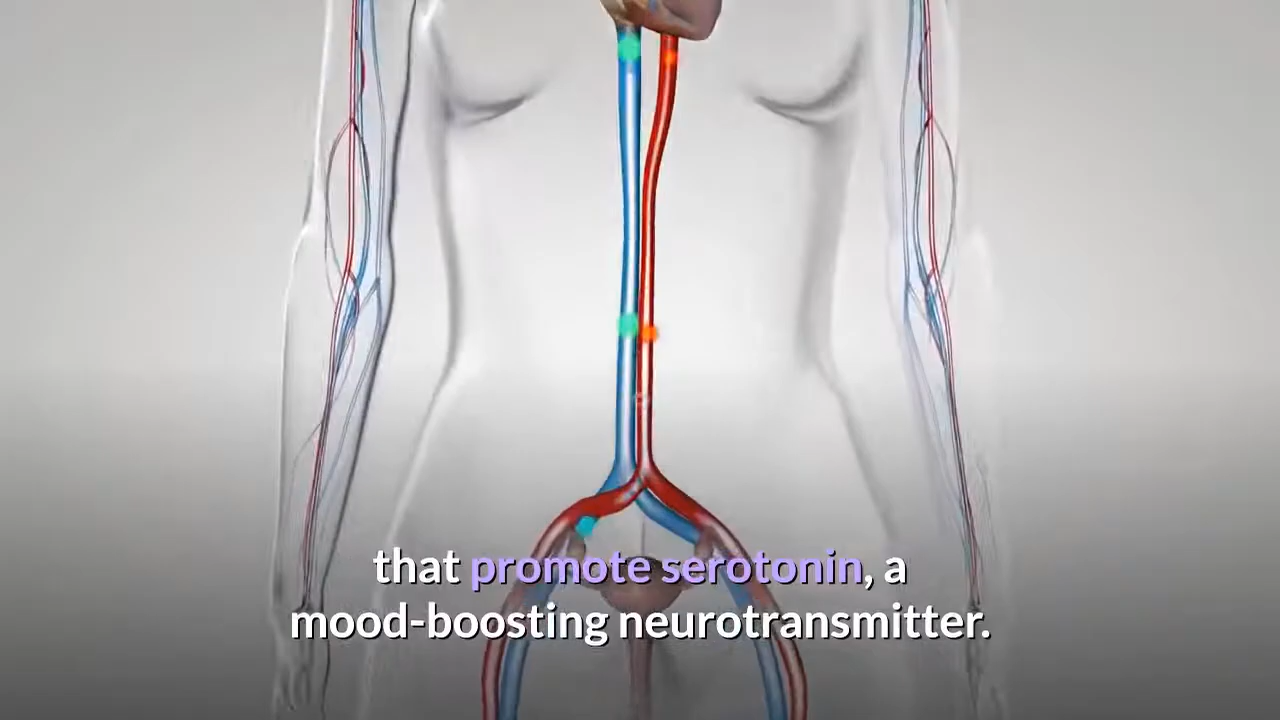 that promote serotonin, a
mood-boosting neurotransmitter.